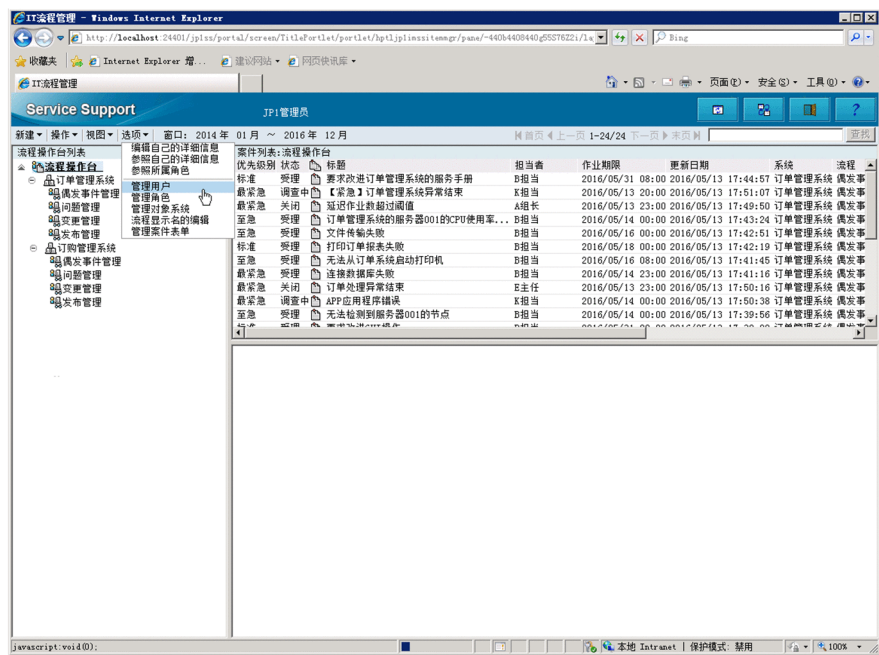 IT流程管理 - Windows Internet Explorer
http://localhost:24401/jplss/portal/screen/TitlePortlet/portlet/hptljplimssitemngr/pane/
Bing
收藏夹 Internet Explorer 增... 建议网站 网页快讯库
IT流程管理 页面(P) 安全(S) 工具(O)
Service Support JP1管理员
新建 操作 视图 选项 窗口: 2014 年 01 月 ～ 2016 年 12 月 首页 上一页 1-24/24 下一页 末页 查找
流程操作台列表
流程操作台
订单管理系统
偶发事件管理
问题管理
变更管理
发布管理
订购管理系统
偶发事件管理
问题管理
变更管理
发布管理
编辑自己的详细信息
参照自己的详细信息
参照所属角色
管理用户
管理角色
管理对象系统
流程显示名的编辑
管理案件表单
案件列表:流程操作台
优先级别 状态 标题 担当者 作业期限 更新日期 系统 流程
标准 受理 要求改进订单管理系统的服务手册 B担当 2016/05/31 08:00 2016/05/13 17:44:57 订单管理系统 偶发事
最紧急 调查中 【紧急】订单管理系统异常结束 K担当 2016/05/13 20:00 2016/05/13 17:51:07 订单管理系统 偶发事
最紧急 关闭 延迟作业数超过阈值 A组长 2016/05/13 23:00 2016/05/13 17:49:50 订单管理系统 偶发事
至急 受理 订单管理系统的服务器001的CPU使用率... B担当 2016/05/14 00:00 2016/05/13 17:43:24 订单管理系统 偶发事
至急 受理 文件传输失败 B担当 2016/05/16 00:00 2016/05/13 17:42:51 订单管理系统 偶发事
标准 受理 打印订单报表失败 B担当 2016/05/18 00:00 2016/05/13 17:42:19 订单管理系统 偶发事
至急 受理 无法从订单系统启动打印机 B担当 2016/05/16 08:00 2016/05/13 17:41:45 订单管理系统 偶发事
最紧急 受理 连接数据库失败 B担当 2016/05/14 23:00 2016/05/13 17:41:16 订单管理系统 偶发事
最紧急 关闭 订单处理异常结束 E主任 2016/05/13 23:00 2016/05/13 17:50:16 订单管理系统 偶发事
最紧急 调查中 APP应用程序错误 K担当 2016/05/14 00:00 2016/05/13 17:50:38 订单管理系统 偶发事
至急 受理 无法检测到服务器001的节点 B担当 2016/05/14 00:00 2016/05/13 17:39:56 订单管理系统 偶发事
javascript:void(0); 本地 Intranet | 保护模式: 禁用 100%